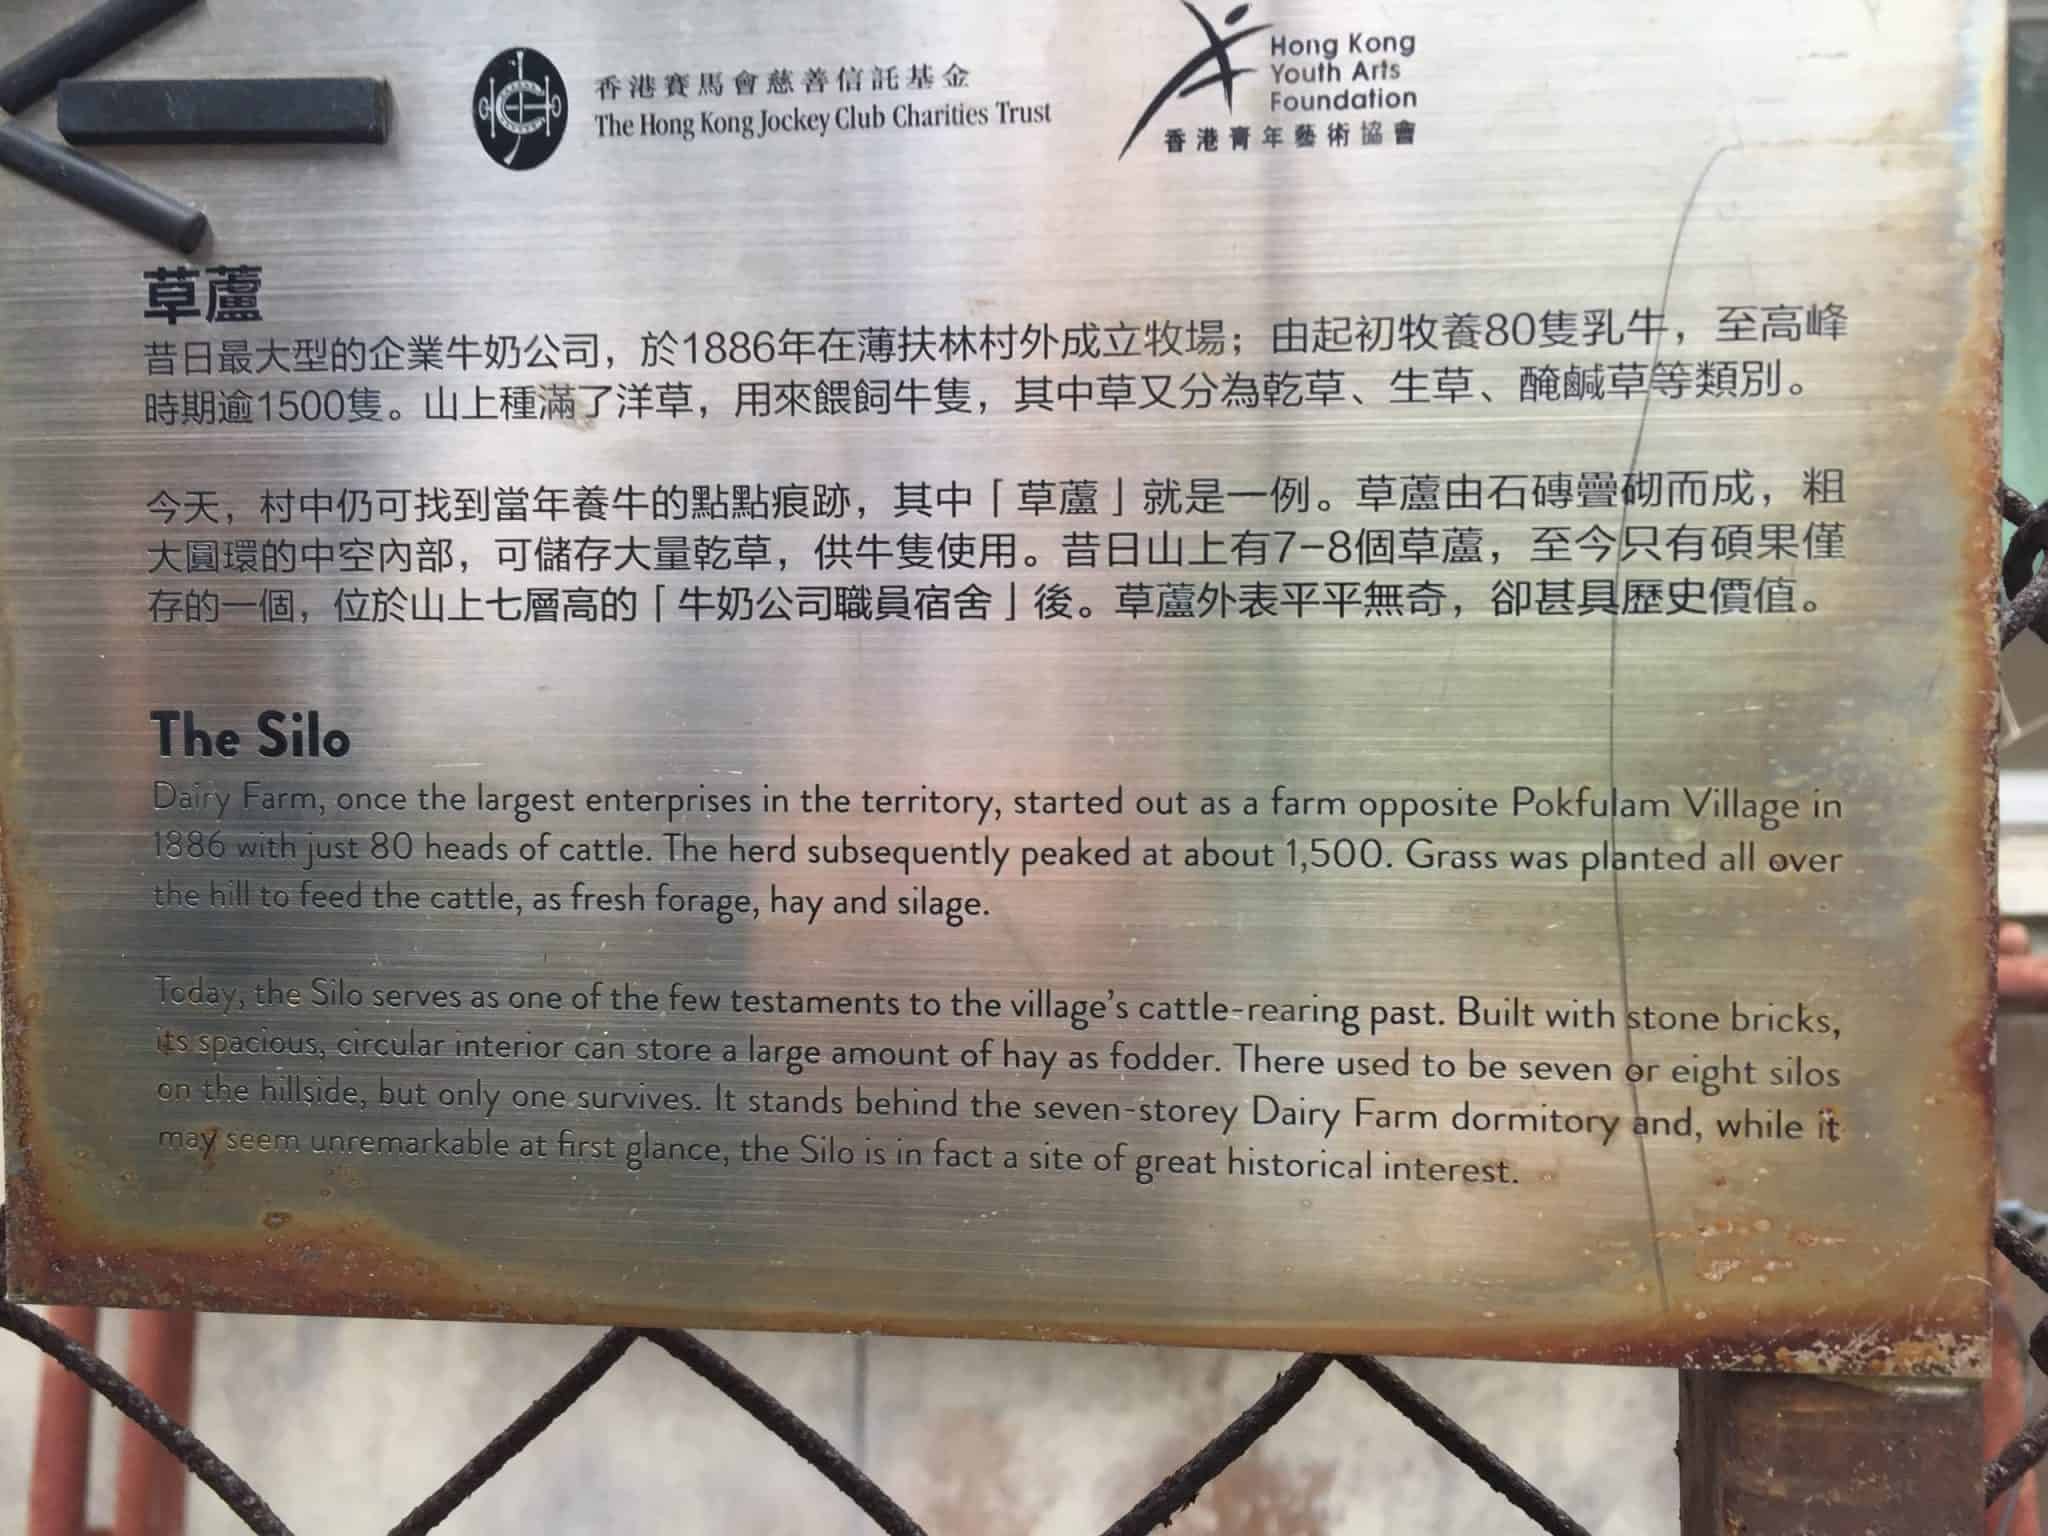 香港賽馬會慈善信託基金
The Hong Kong Jockey Club Charities Trust
Hong Kong
Youth Arts
Foundation
香港青年藝術協會
草蘆
昔日最大型的企業牛奶公司，於1886年在薄扶林村外成立牧場；由起初牧養80隻乳牛，至高峰
時期逾1500隻。山上種滿了洋草，用來餵飼牛隻，其中草又分為乾草、生草、醃鹹草等類別。
今天，村中仍可找到當年養牛的點點痕跡，其中「草蘆」就是一例。草蘆由石磚疊砌而成，粗
大圓環的中空內部，可儲存大量乾草，供牛隻使用。昔日山上有7-8個草蘆，至今只有碩果僅
存的一個，位於山上七層高的「牛奶公司職員宿舍」後。草蘆外表平平無奇，卻甚具歷史價值。
The Silo
Dairy Farm, once the largest enterprises in the territory, started out as a farm opposite Pokfulam Village in
1886 with just 80 heads of cattle. The herd subsequently peaked at about 1,500. Grass was planted all over
the hill to feed the cattle, as fresh forage, hay and silage.
Today, the Silo serves as one of the few testaments to the village's cattle-rearing past. Built with stone bricks,
its spacious, circular interior can store a large amount of hay as fodder. There used to be seven or eight silos
on the hillside, but only one survives. It stands behind the seven-storey Dairy Farm dormitory and, while it
may seem unremarkable at first glance, the Silo is in fact a site of great historical interest.